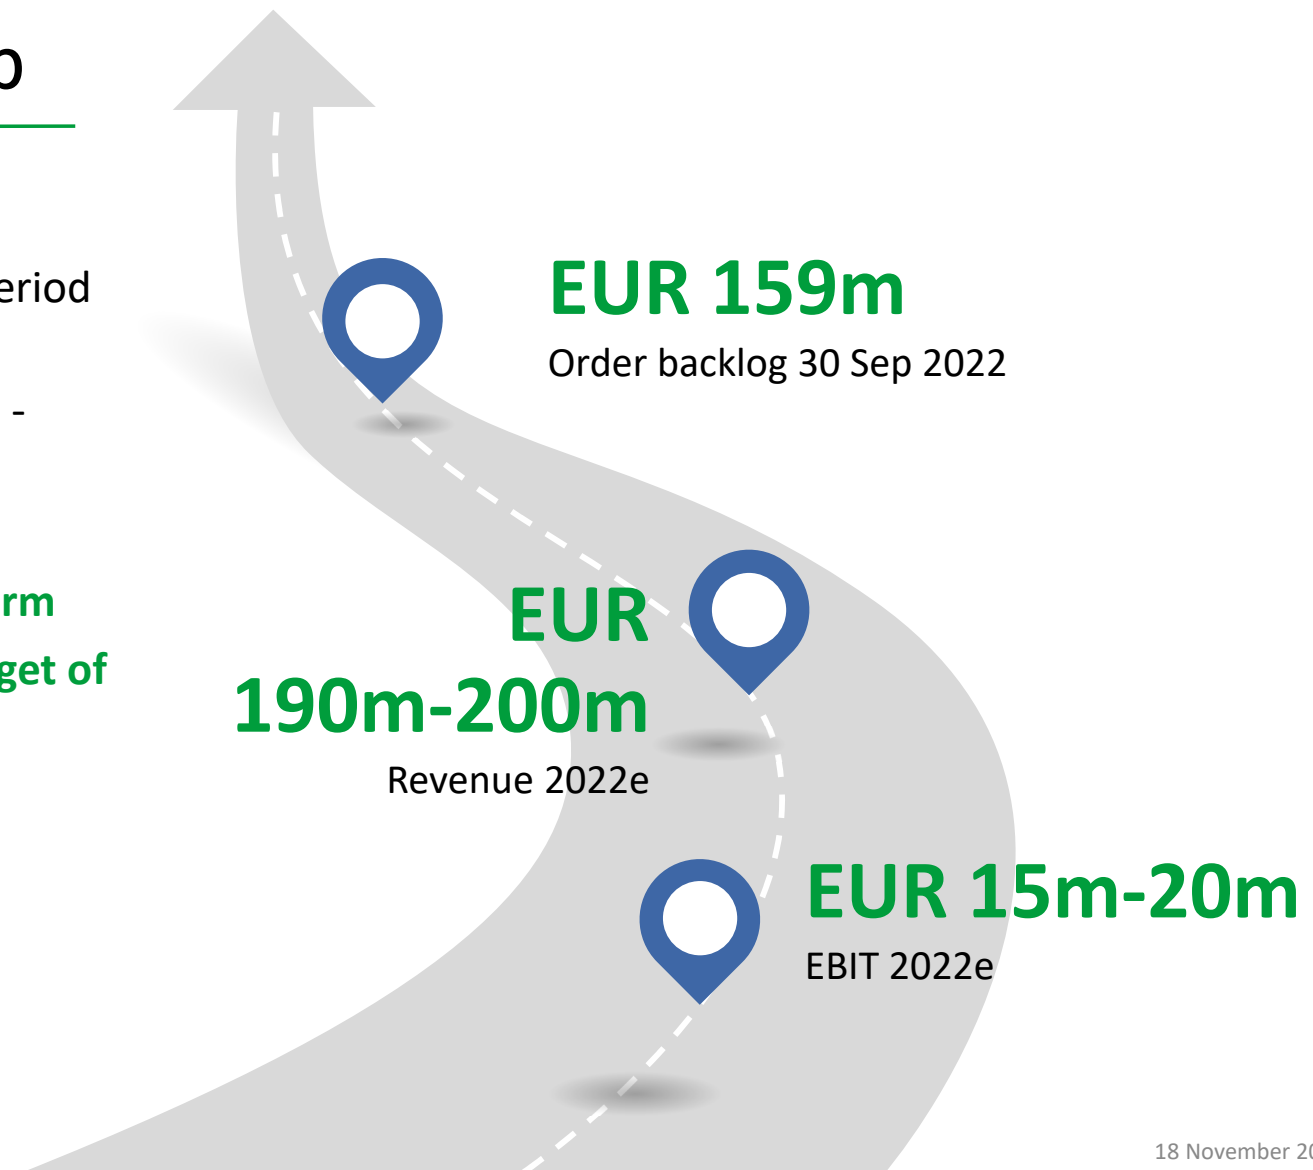 p
eriod
-
rm
get of
EUR 159m
Order backlog 30 Sep 2022
EUR
190m-200m
Revenue 2022e
EUR 15m-20m
EBIT 2022e
18 November 20